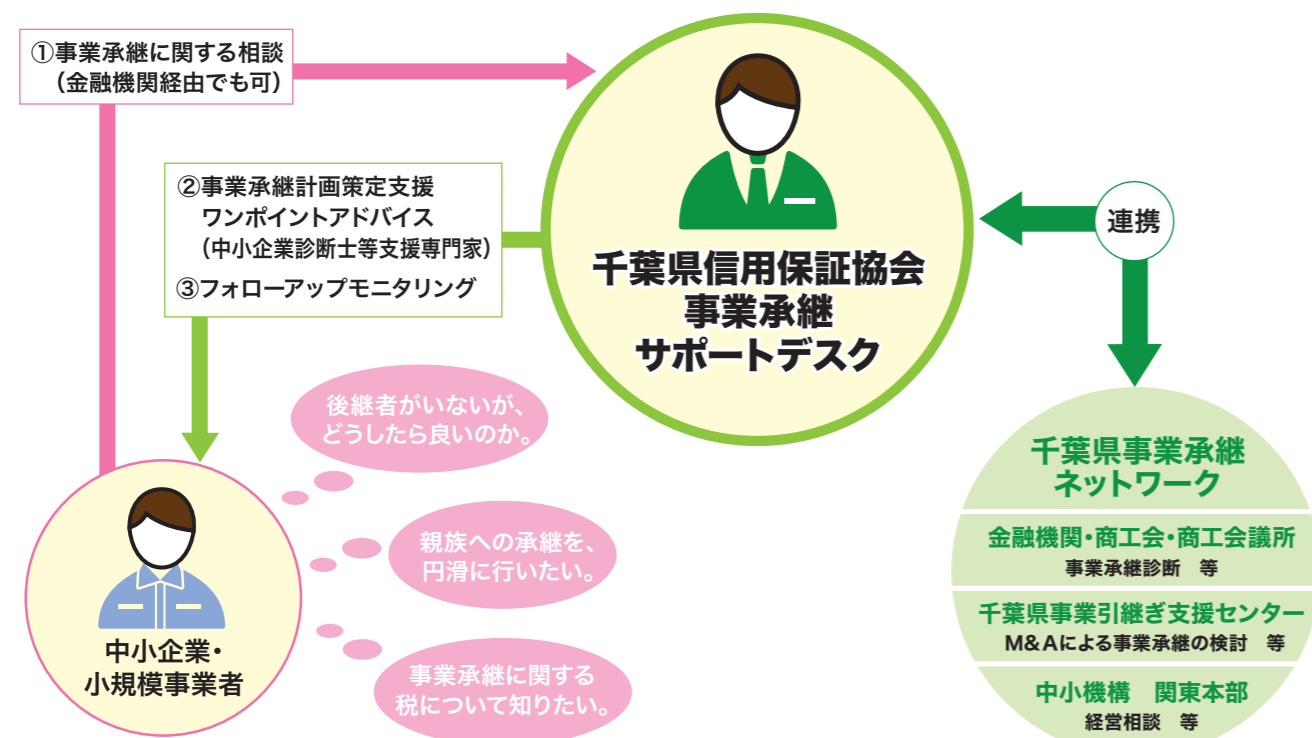 ①事業承継に関する相談
（金融機関経由でも可）
②事業承継計画策定支援
ワンポイントアドバイス
（中小企業診断士等支援専門家）
③フォローアップモニタリング
千葉県信用保証協会
事業承継
サポートデスク
連携
後継者がいないが、
どうしたら良いのか。
親族への承継を、
円滑に行いたい。
事業承継に関する
税について知りたい。
中小企業・
小規模事業者
千葉県事業承継
ネットワーク
金融機関・商工会・商工会議所
事業承継診断　等
千葉県事業引継ぎ支援センター
M&Aによる事業承継の検討　等
中小機構　関東本部
経営相談　等